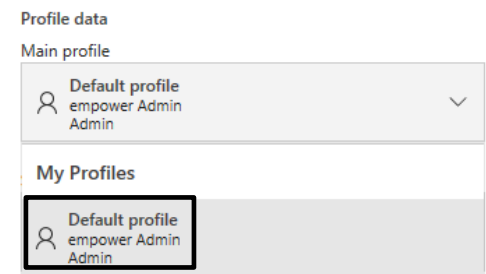 Profile data
Main profile
Default profile
empower Admin
Admin
My Profiles
Default profile
empower Admin
Admin